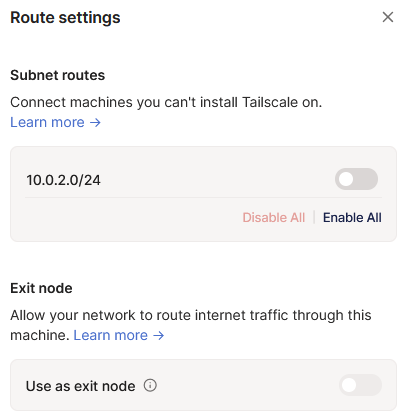 Route settings
Subnet routes
Connect machines you can't install Tailscale on.
Learn more →
10.0.2.0/24
Disable All | Enable All
Exit node
Allow your network to route internet traffic through this
machine. Learn more →
Use as exit node